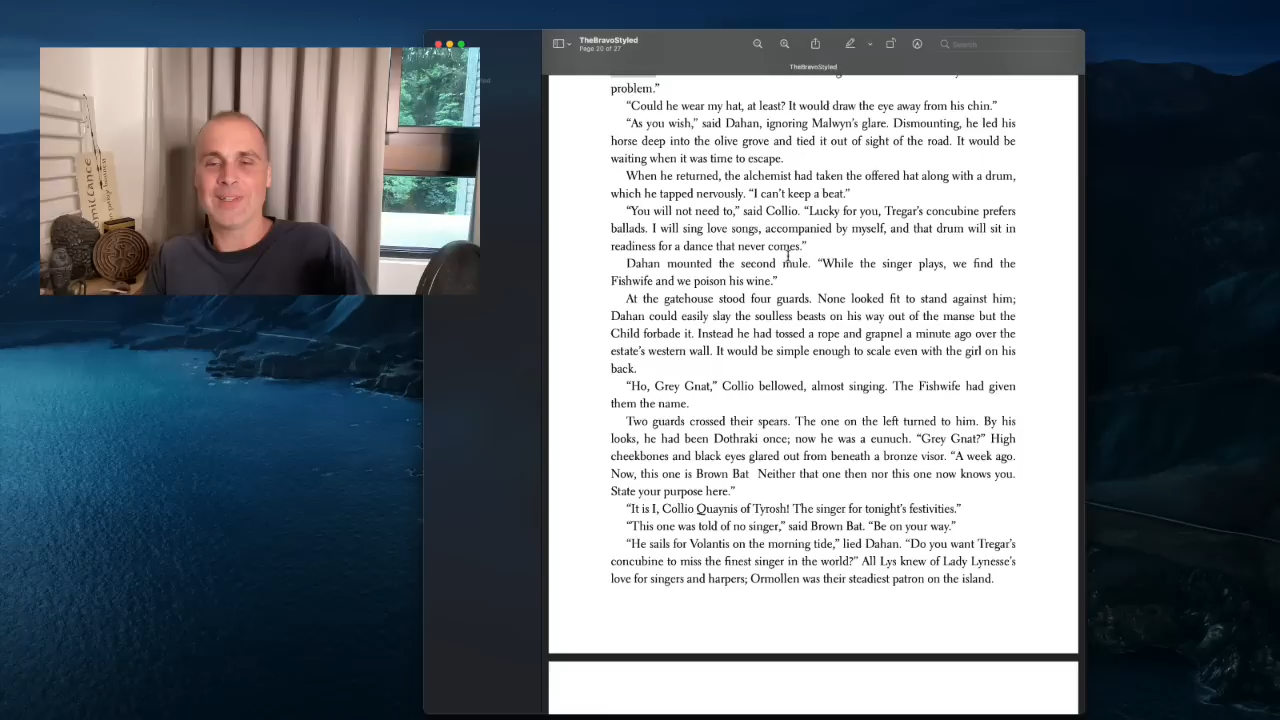 TheBravoStyled
Page 20 of 27
Search
TheBravoStyled
problem.”
“Could he wear my hat, at least? It would draw the eye away from his chin.”
“As you wish,” said Dahan, ignoring Malwyn’s glare. Dismounting, he led his
horse deep into the olive grove and tied it out of sight of the road. It would be
waiting when it was time to escape.
When he returned, the alchemist had taken the offered hat along with a drum,
which he tapped nervously. “I can’t keep a beat.”
“You will not need to,” said Collio. “Lucky for you, Tregar’s concubine prefers
ballads. I will sing love songs, accompanied by myself, and that drum will sit in
readiness for a dance that never comes.”
Dahan mounted the second mule. “While the singer plays, we find the
Fishwife and we poison his wine.”
At the gatehouse stood four guards. None looked fit to stand against him;
Dahan could easily slay the soulless beasts on his way out of the manse but the
Child forbade it. Instead he had tossed a rope and grapnel a minute ago over the
estate’s western wall. It would be simple enough to scale even with the girl on his
back.
“Ho, Grey Gnat,” Collio bellowed, almost singing. The Fishwife had given
them the name.
Two guards crossed their spears. The one on the left turned to him. By his
looks, he had been Dothraki once; now he was a eunuch. “Grey Gnat?” High
cheekbones and black eyes glared out from beneath a bronze visor. “A week ago.
Now, this one is Brown Bat Neither that one then nor this one now knows you.
State your purpose here.”
“It is I, Collio Quaynis of Tyrosh! The singer for tonight’s festivities.”
“This one was told of no singer,” said Brown Bat. “Be on your way.”
“He sails for Volantis on the morning tide,” lied Dahan. “Do you want Tregar’s
concubine to miss the finest singer in the world?” All Lys knew of Lady Lynesse’s
love for singers and harpers; Ormollen was their steadiest patron on the island.